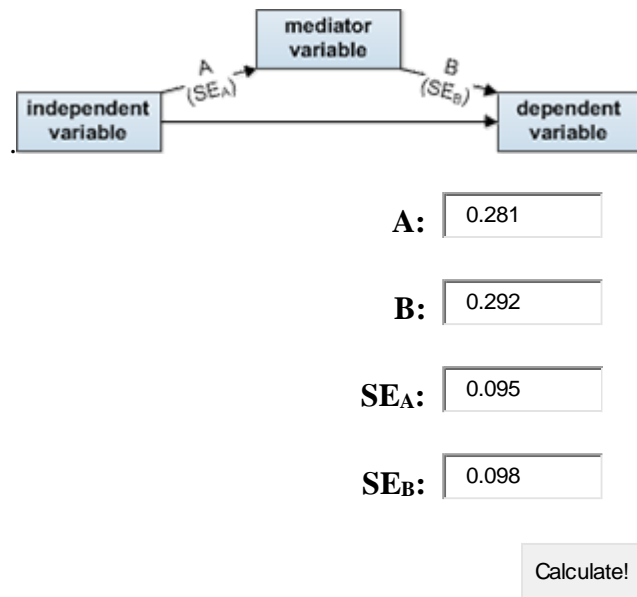 mediator
variable
A
(SEA)
B
(SEB)
independent
variable
dependent
variable
.
A: 0.281
B: 0.292
SEA: 0.095
SEB: 0.098
Calculate!